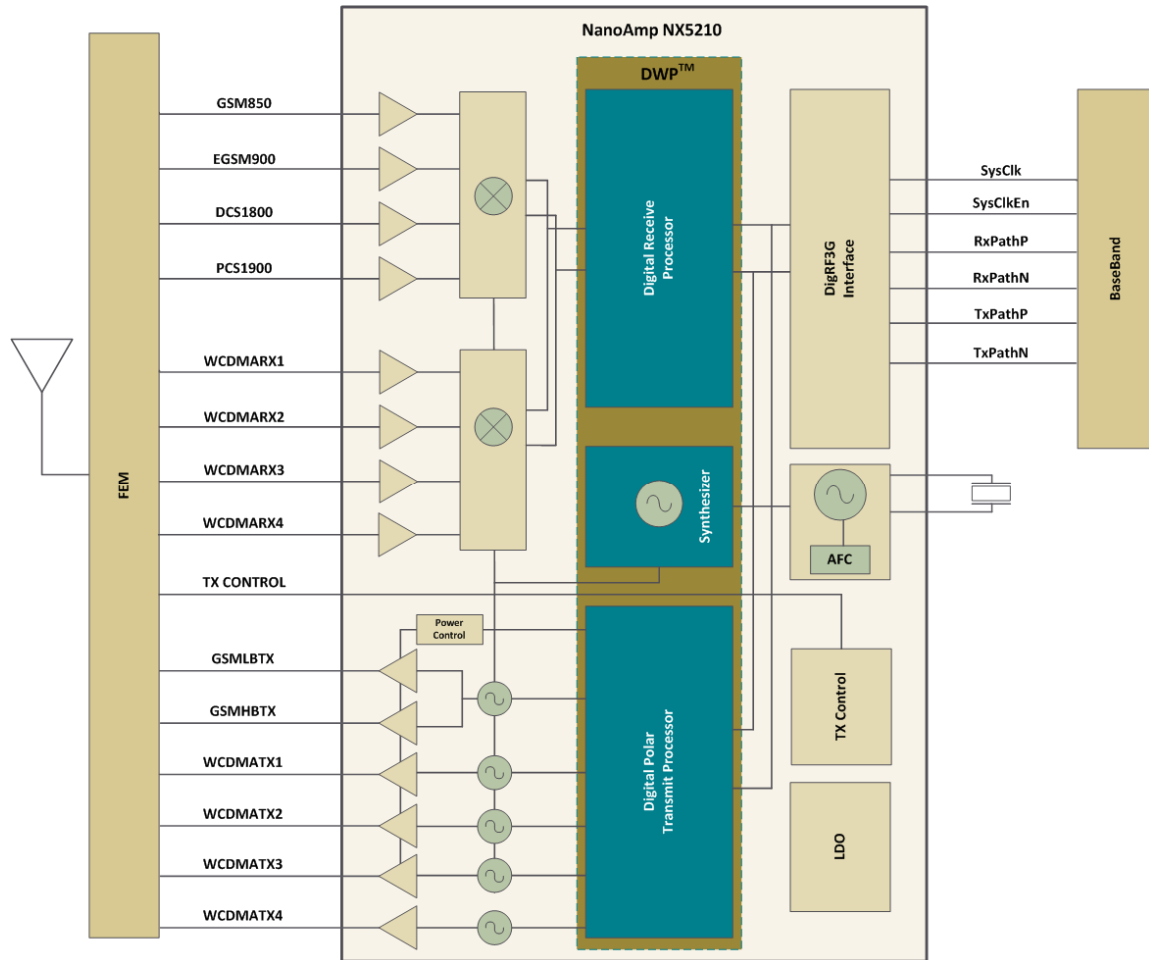 NanoAmp NX5210
DWP™
FEM
GSM850
EGSM900
DCS1800
PCS1900
WCDMARX1
WCDMARX2
WCDMARX3
WCDMARX4
TX CONTROL
GSMLBTX
GSMHBTX
WCDMATX1
WCDMATX2
WCDMATX3
WCDMATX4
Power
Control
Digital Receive
Processor
Synthesizer
Digital Polar
Transmit Processor
DigRF3G
Interface
AFC
TX Control
LDO
SysClk
SysClkEn
RxPathP
RxPathN
TxPathP
TxPathN
BaseBand